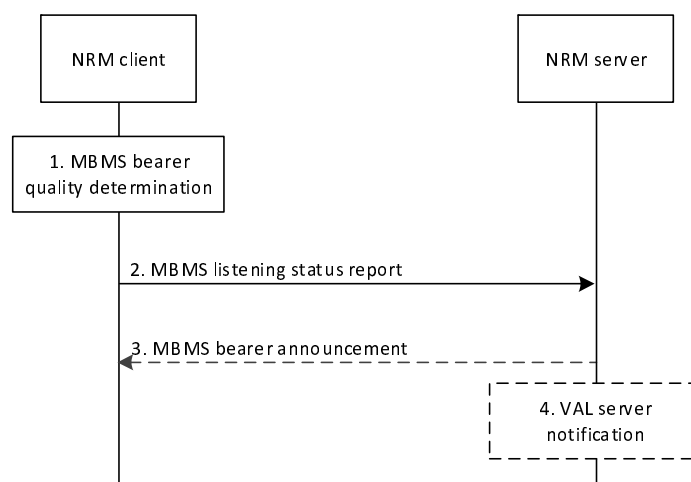 NRM client
NRM server
1. MBMS bearer
quality determination
2. MBMS listening status report
3. MBMS bearer announcement
4. VAL server
notification